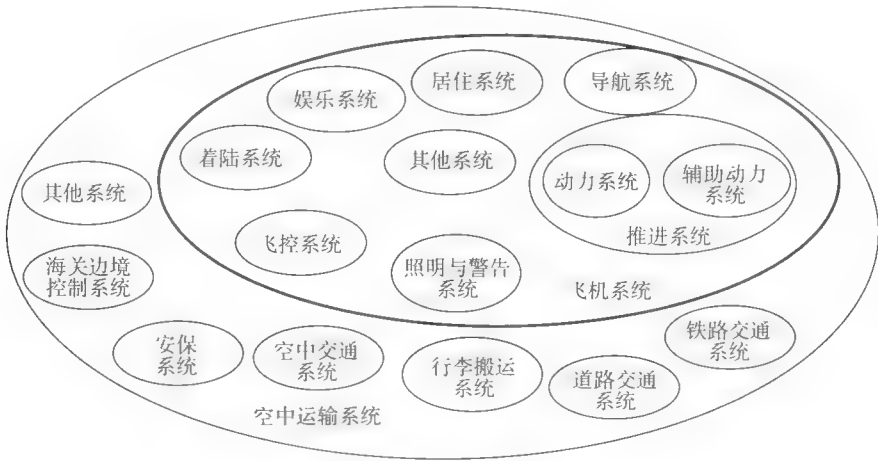 居住系统
导航系统
娱乐系统
着陆系统
其他系统
动力系统
辅助动力
系统
其他系统
推进系统
飞控系统
海关边境
控制系统
照明与警告
系统
飞机系统
铁路交通
系统
安保
系统
空中交通
系统
行李搬运
系统
道路交通
系统
空中运输系统